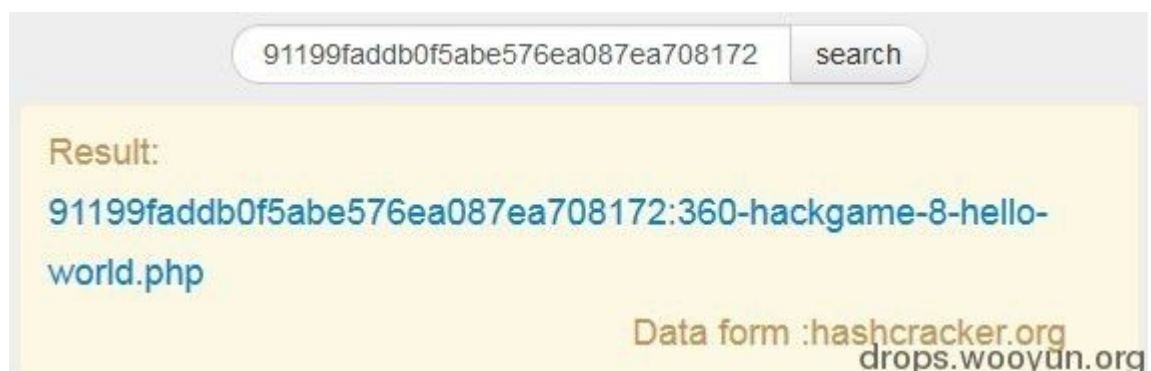 91199faddb0f5abe576ea087ea708172 search
Result:
91199faddb0f5abe576ea087ea708172:360-hackgame-8-hello-
world.php
Data form :hashcracker.org
drops.wooyun.org